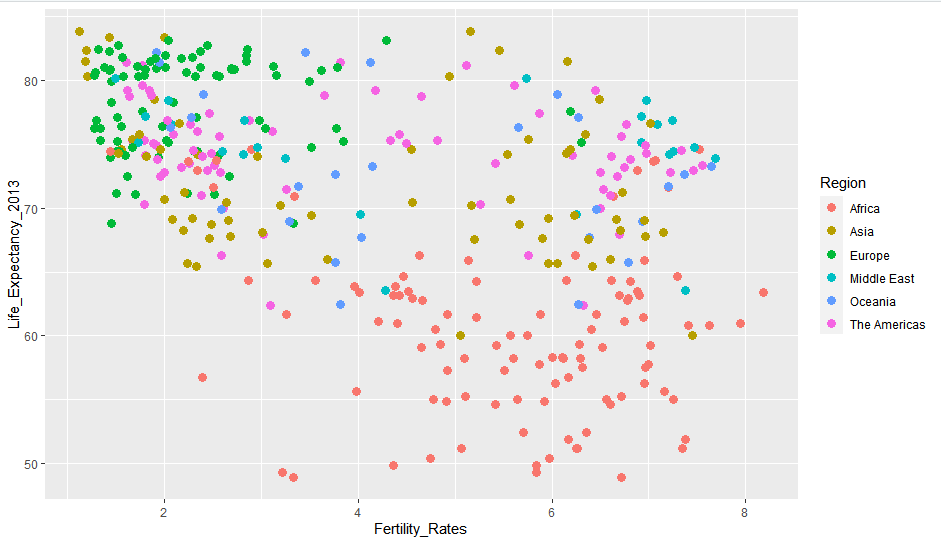 Life_Expectancy_2013
80
70
60
50
2
4
6
8
Fertility_Rates
Region
Africa
Asia
Europe
Middle East
Oceania
The Americas